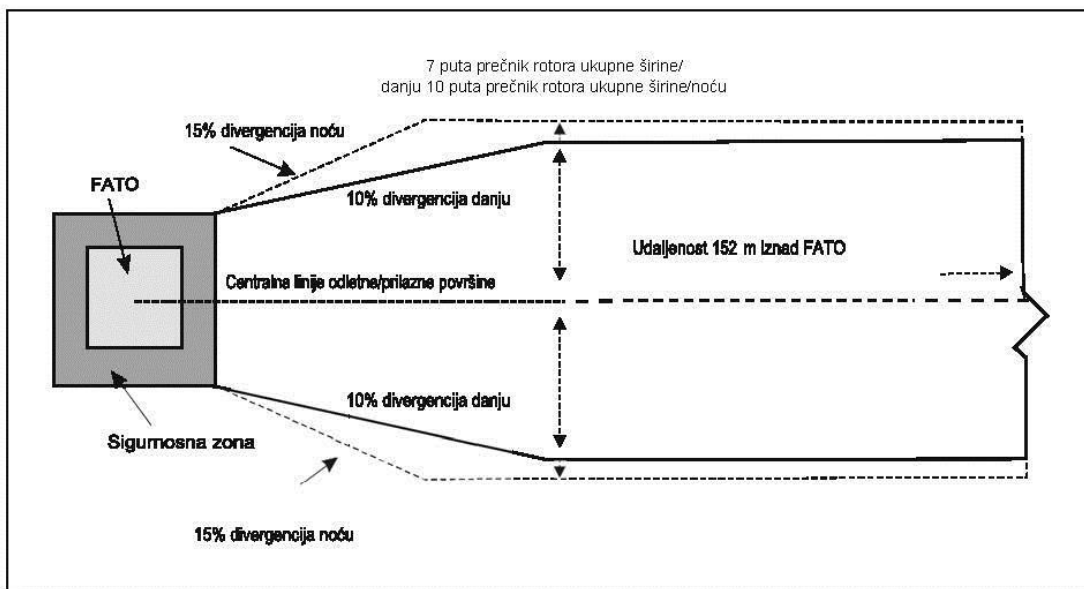 7 puta prečnik rotora ukupne širine/
danju 10 puta prečnik rotora ukupne širine/noću
15% divergencija noću
FATO
10% divergencija danju
Udaljenost 152 m iznad FATO
Centralne linije odletne/prilazne površine
10% divergencija danju
Sigurnosna zona
15% divergencija noću